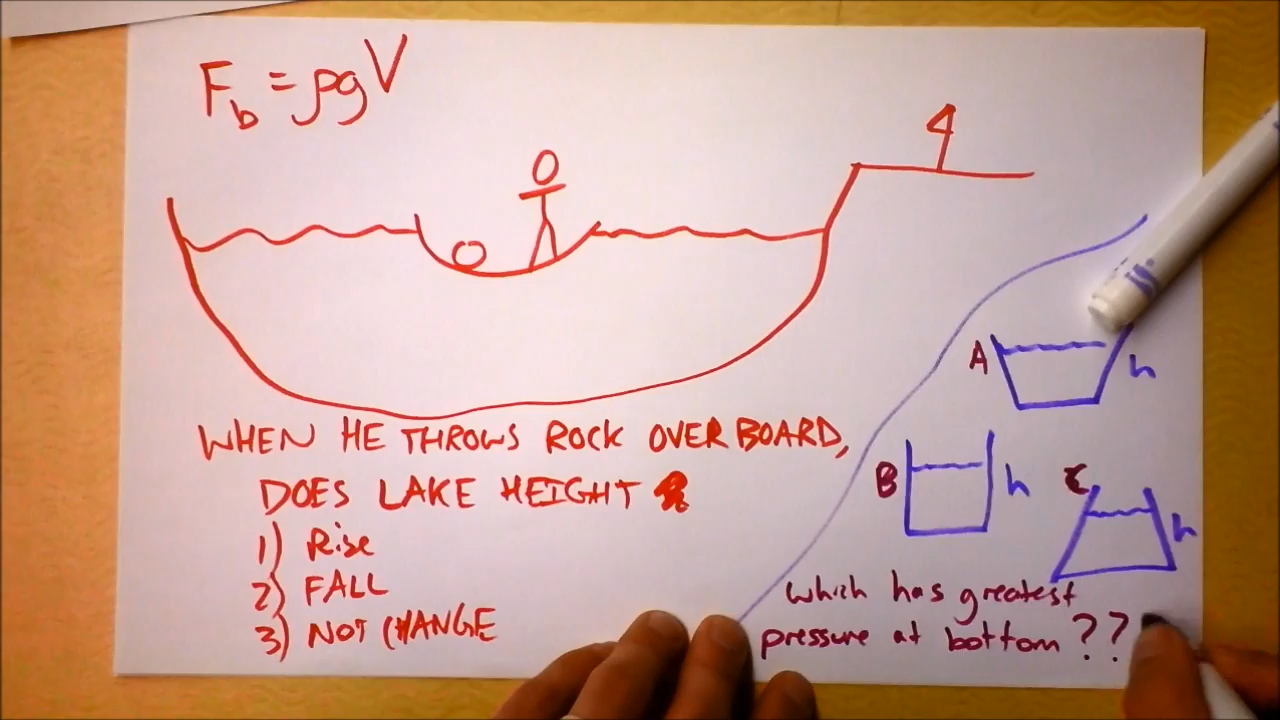 F_b = ρgV
WHEN HE THROWS ROCK OVERBOARD,
DOES LAKE HEIGHT
1) Rise
2) FALL
3) NOT CHANGE
A
h
B
h
C
h
which has greatest
pressure at bottom ??